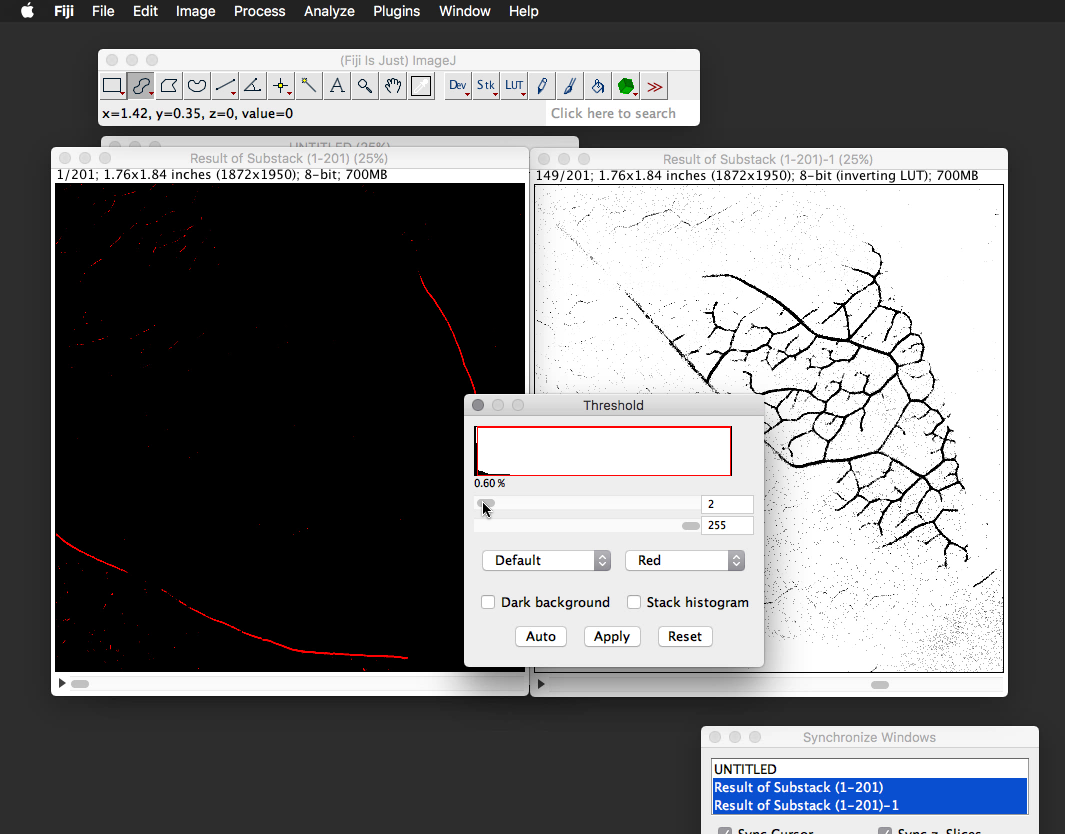 Fiji File Edit Image Process Analyze Plugins Window Help
(Fiji Is Just) ImageJ
Dev Stk LUT A >>
x=1.42, y=0.35, z=0, value=0 Click here to search
UNTITLED (25%)
Result of Substack (1-201) (25%)
1/201; 1.76x1.84 inches (1872x1950); 8-bit; 700MB
Result of Substack (1-201)-1 (25%)
149/201; 1.76x1.84 inches (1872x1950); 8-bit (inverting LUT); 700MB
Threshold
0.60 %
2
255
Default Red
Dark background Stack histogram
Auto Apply Reset
Synchronize Windows
UNTITLED
Result of Substack (1-201)
Result of Substack (1-201)-1
Sync Cursor Sync z-Slices